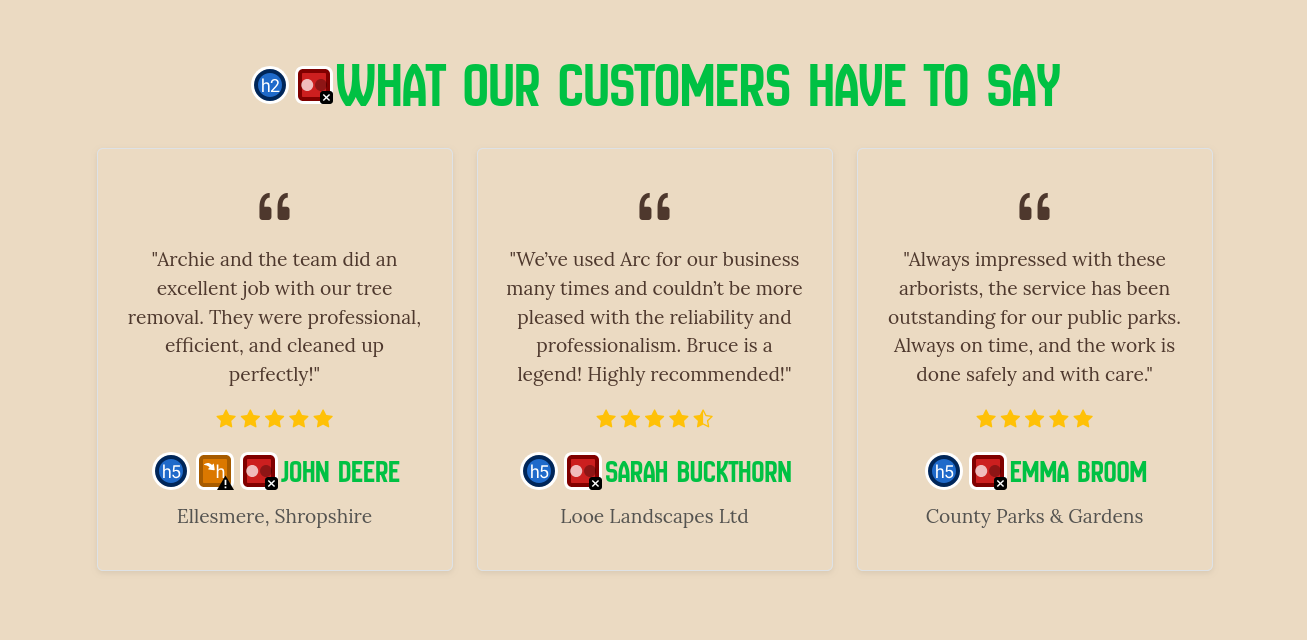 h2 WHAT OUR CUSTOMERS HAVE TO SAY
"Archie and the team did an
excellent job with our tree
removal. They were professional,
efficient, and cleaned up
perfectly!"
h5 h JOHN DEERE
Ellesmere, Shropshire
"We’ve used Arc for our business
many times and couldn’t be more
pleased with the reliability and
professionalism. Bruce is a
legend! Highly recommended!"
h5 SARAH BUCKTHORN
Looe Landscapes Ltd
"Always impressed with these
arborists, the service has been
outstanding for our public parks.
Always on time, and the work is
done safely and with care."
h5 EMMA BROOM
County Parks & Gardens